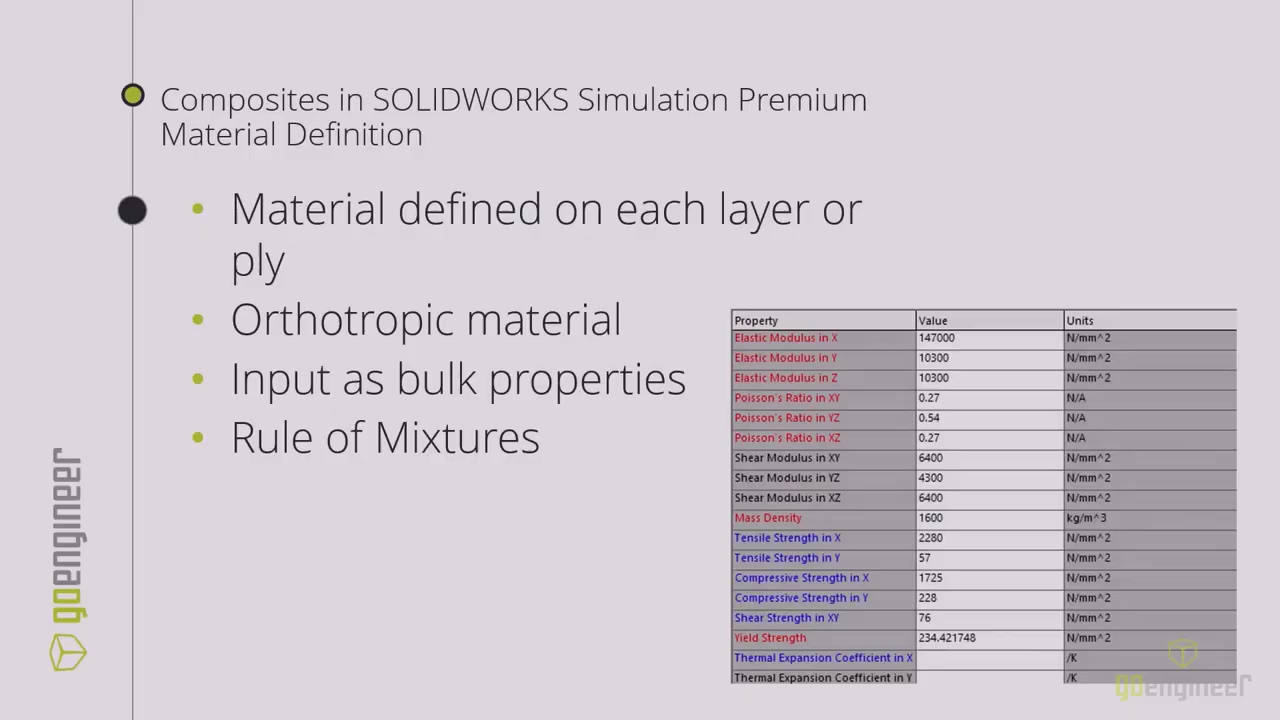 Composites in SOLIDWORKS Simulation Premium
Material Definition
• Material defined on each layer or
ply
• Orthotropic material
• Input as bulk properties
• Rule of Mixtures
Property Value Units
Elastic Modulus in X 147000 N/mm^2
Elastic Modulus in Y 10300 N/mm^2
Elastic Modulus in Z 10300 N/mm^2
Poisson's Ratio in XY 0.27 N/A
Poisson's Ratio in YZ 0.54 N/A
Poisson's Ratio in XZ 0.27 N/A
Shear Modulus in XY 6400 N/mm^2
Shear Modulus in YZ 4300 N/mm^2
Shear Modulus in XZ 6400 N/mm^2
Mass Density 1600 kg/m^3
Tensile Strength in X 2280 N/mm^2
Tensile Strength in Y 57 N/mm^2
Compressive Strength in X 1725 N/mm^2
Compressive Strength in Y 228 N/mm^2
Shear Strength in XY 76 N/mm^2
Yield Strength 234.421748 N/mm^2
Thermal Expansion Coefficient in X /K
Thermal Expansion Coefficient in Y /K
goengineer
goengineer